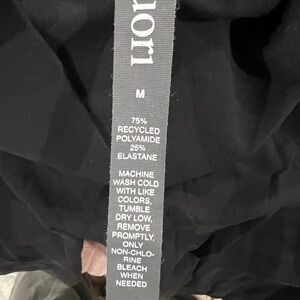 uori
M
75%
RECYCLED
POLYAMIDE
25%
ELASTANE
MACHINE
WASH COLD
WITH LIKE
COLORS,
TUMBLE
DRY LOW,
REMOVE
PROMPTLY,
ONLY
NON-CHLO-
RINE
BLEACH
WHEN
NEEDED